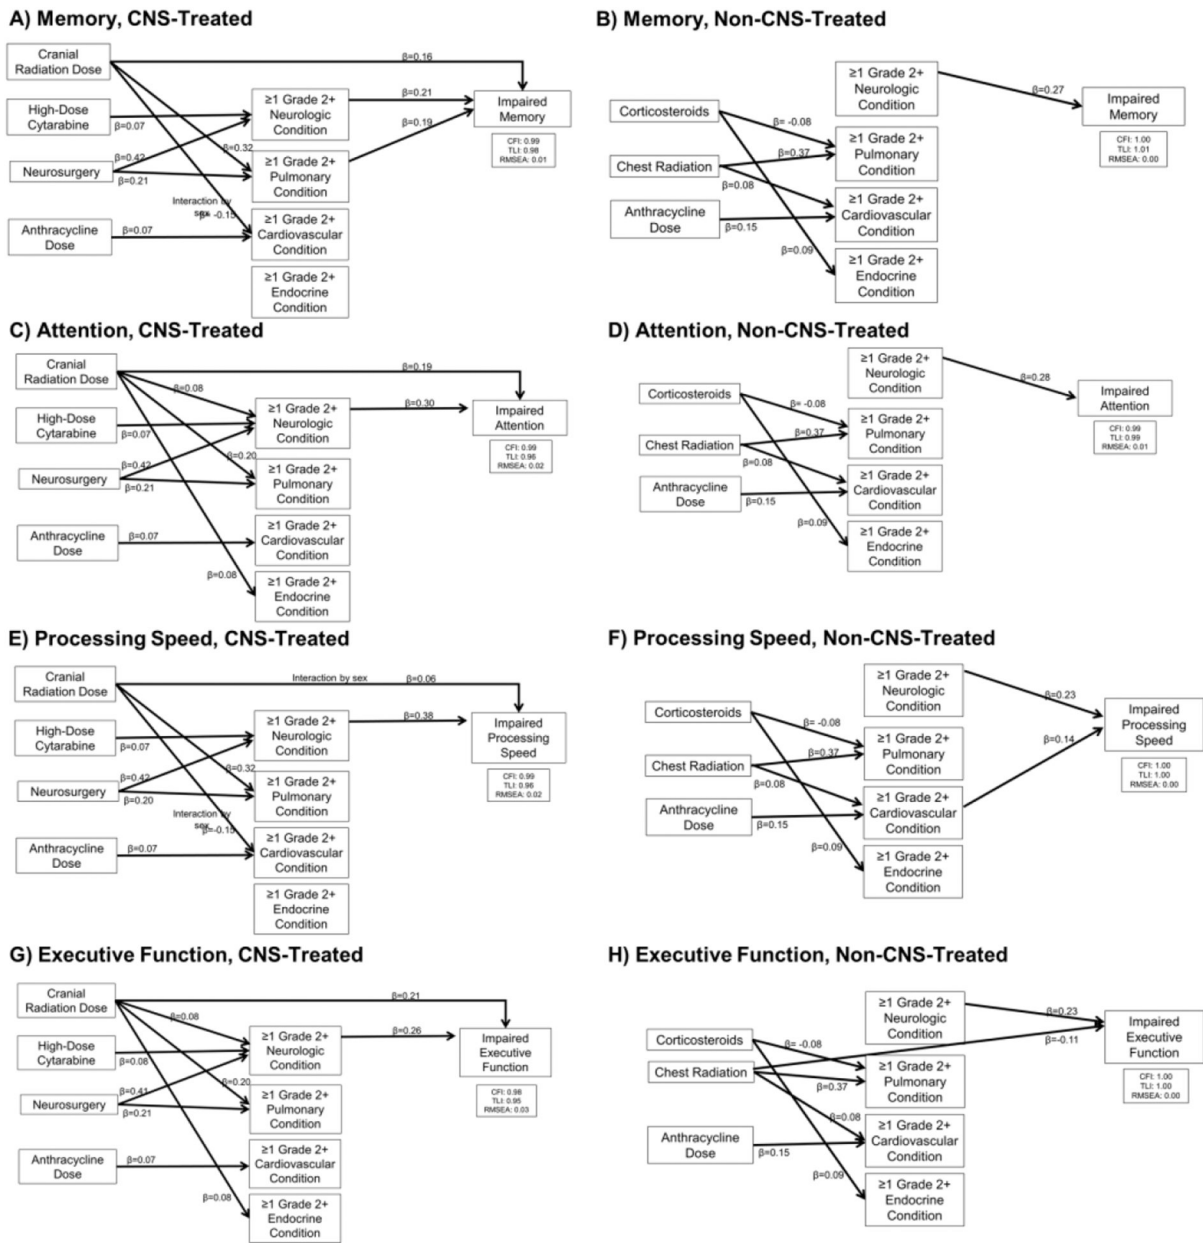 A) Memory, CNS-Treated
Cranial
Radiation Dose
High-Dose
Cytarabine
Neurosurgery
Anthracycline
Dose
β=0.16
β=0.07
β=0.42
β=0.21
β=0.32
Interaction by
sex
β= -0.15
β=0.07
≥1 Grade 2+
Neurologic
Condition
≥1 Grade 2+
Pulmonary
Condition
≥1 Grade 2+
Cardiovascular
Condition
≥1 Grade 2+
Endocrine
Condition
β=0.21
β=0.19
Impaired
Memory
CFI: 0.99
TLI: 0.98
RMSEA: 0.01
B) Memory, Non-CNS-Treated
Corticosteroids
Chest Radiation
Anthracycline
Dose
β= -0.08
β=0.37
β=0.08
β=0.15
β=0.09
≥1 Grade 2+
Neurologic
Condition
≥1 Grade 2+
Pulmonary
Condition
≥1 Grade 2+
Cardiovascular
Condition
≥1 Grade 2+
Endocrine
Condition
β=0.27
Impaired
Memory
CFI: 1.00
TLI: 1.01
RMSEA: 0.00
C) Attention, CNS-Treated
Cranial
Radiation Dose
High-Dose
Cytarabine
Neurosurgery
Anthracycline
Dose
β=0.19
β=0.08
β=0.07
β=0.42
β=0.21
β=0.20
β=0.07
β=0.08
≥1 Grade 2+
Neurologic
Condition
≥1 Grade 2+
Pulmonary
Condition
≥1 Grade 2+
Cardiovascular
Condition
≥1 Grade 2+
Endocrine
Condition
β=0.30
Impaired
Attention
CFI: 0.99
TLI: 0.96
RMSEA: 0.02
D) Attention, Non-CNS-Treated
Corticosteroids
Chest Radiation
Anthracycline
Dose
β= -0.08
β=0.37
β=0.08
β=0.15
β=0.09
≥1 Grade 2+
Neurologic
Condition
≥1 Grade 2+
Pulmonary
Condition
≥1 Grade 2+
Cardiovascular
Condition
≥1 Grade 2+
Endocrine
Condition
β=0.28
Impaired
Attention
CFI: 0.99
TLI: 0.99
RMSEA: 0.01
E) Processing Speed, CNS-Treated
Cranial
Radiation Dose
High-Dose
Cytarabine
Neurosurgery
Anthracycline
Dose
Interaction by sex
β=0.06
β=0.07
β=0.42
β=0.20
β=0.32
Interaction by
sex
β=-0.15
β=0.07
≥1 Grade 2+
Neurologic
Condition
≥1 Grade 2+
Pulmonary
Condition
≥1 Grade 2+
Cardiovascular
Condition
≥1 Grade 2+
Endocrine
Condition
β=0.38
Impaired
Processing
Speed
CFI: 0.99
TLI: 0.96
RMSEA: 0.02
F) Processing Speed, Non-CNS-Treated
Corticosteroids
Chest Radiation
Anthracycline
Dose
β= -0.08
β=0.37
β=0.08
β=0.15
β=0.09
≥1 Grade 2+
Neurologic
Condition
≥1 Grade 2+
Pulmonary
Condition
≥1 Grade 2+
Cardiovascular
Condition
≥1 Grade 2+
Endocrine
Condition
β=0.23
β=0.14
Impaired
Processing
Speed
CFI: 1.00
TLI: 1.00
RMSEA: 0.00
G) Executive Function, CNS-Treated
Cranial
Radiation Dose
High-Dose
Cytarabine
Neurosurgery
Anthracycline
Dose
β=0.21
β=0.08
β=0.08
β=0.41
β=0.21
β=0.20
β=0.07
β=0.08
≥1 Grade 2+
Neurologic
Condition
≥1 Grade 2+
Pulmonary
Condition
≥1 Grade 2+
Cardiovascular
Condition
≥1 Grade 2+
Endocrine
Condition
β=0.26
Impaired
Executive
Function
CFI: 0.98
TLI: 0.95
RMSEA: 0.03
H) Executive Function, Non-CNS-Treated
Corticosteroids
Chest Radiation
Anthracycline
Dose
β= -0.08
β=0.37
β=0.08
β=0.15
β=0.09
≥1 Grade 2+
Neurologic
Condition
≥1 Grade 2+
Pulmonary
Condition
≥1 Grade 2+
Cardiovascular
Condition
≥1 Grade 2+
Endocrine
Condition
β=0.23
β=-0.11
Impaired
Executive
Function
CFI: 1.00
TLI: 1.00
RMSEA: 0.00